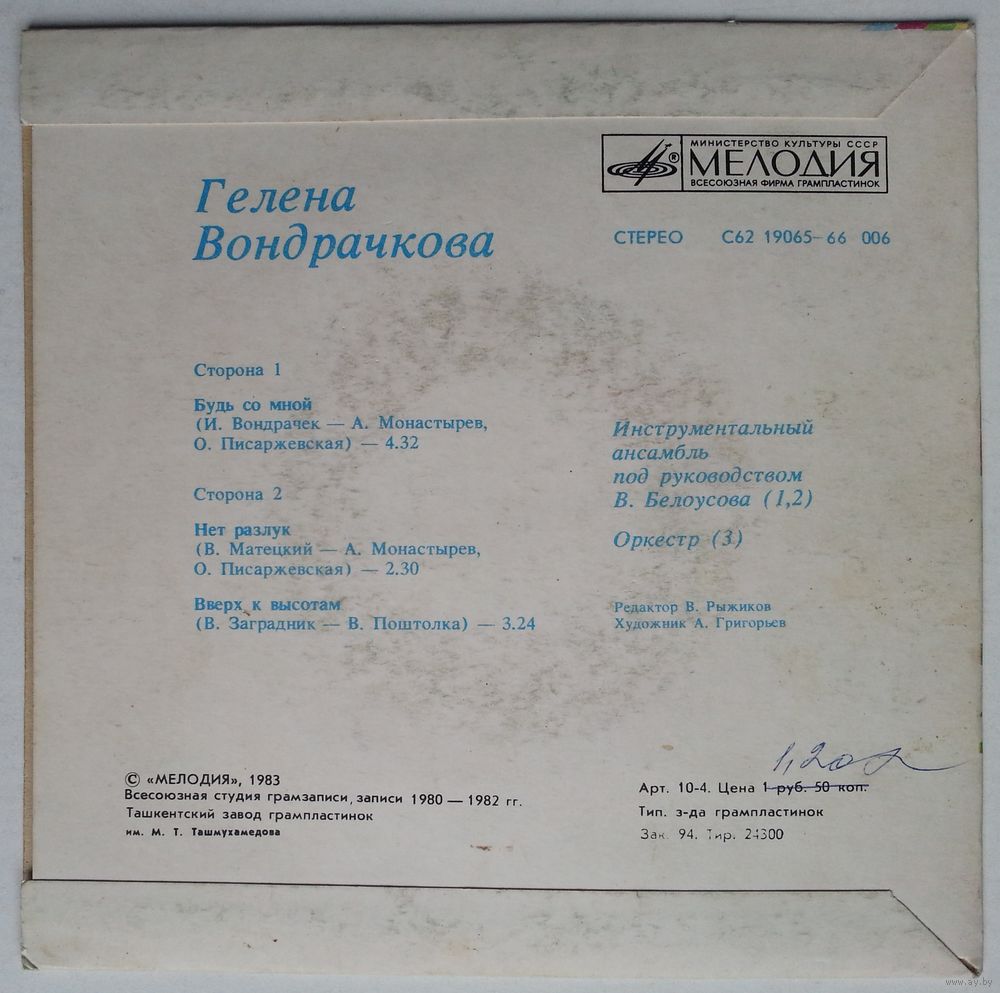 МИНИСТЕРСТВО КУЛЬТУРЫ СССР
® МЕЛОДИЯ
ВСЕСОЮЗНАЯ ФИРМА ГРАМПЛАСТИНОК
Гелена
Вондрачкова
СТЕРЕО С62 19065-66 006
Сторона 1
Будь со мной
(И. Вондрачек — А. Монастырев,
О. Писаржевская) — 4.32
Сторона 2
Нет разлук
(В. Матецкий — А. Монастырев,
О. Писаржевская) — 2.30
Вверх к высотам
(В. Заградник — В. Поштолка) — 3.24
Инструментальный
ансамбль
под руководством
В. Белоусова (1,2)
Оркестр (3)
Редактор В. Рыжиков
Художник А. Григорьев
© «МЕЛОДИЯ», 1983
Всесоюзная студия грамзаписи, записи 1980 — 1982 гг.
Ташкентский завод грампластинок
им. М. Т. Ташмухамедова
1,20
Арт. 10-4. Цена 1 руб. 50 коп.
Тип. з-да грампластинок
Зак. 94. Тир. 24300
www.ay.by